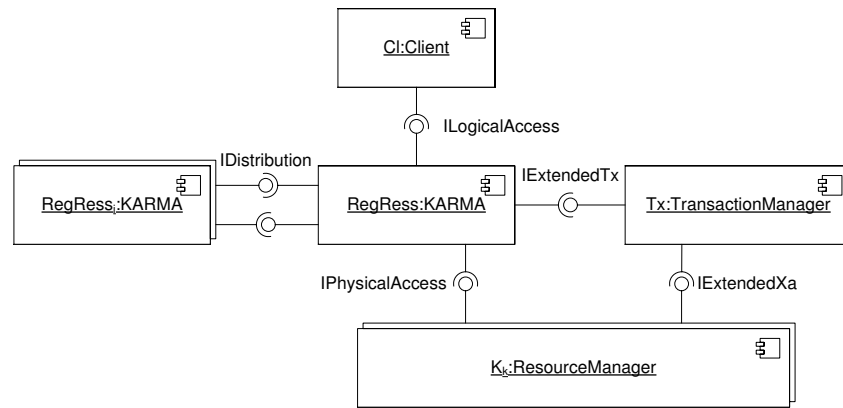 Cl:Client
ILogicalAccess
IDistribution
IExtendedTx
RegRessᵢ:KARMA
RegRess:KARMA
Tx:TransactionManager
IPhysicalAccess
IExtendedXa
Kₖ:ResourceManager